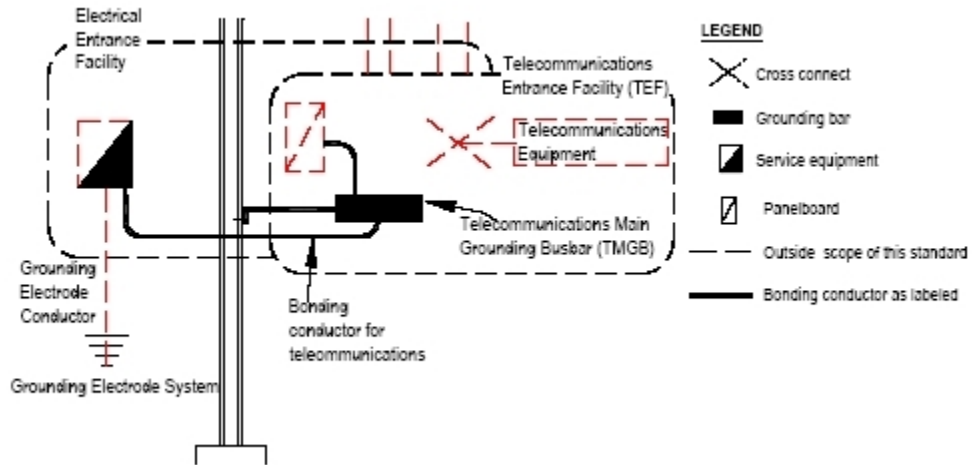 Electrical
Entrance
Facility
Telecommunications
Entrance Facility (TEF)
Telecommunications
Equipment
Telecommunications Main
Grounding Busbar (TMGB)
Grounding
Electrode
Conductor
Bonding
conductor for
telecommunications
Grounding Electrode System
LEGEND
Cross connect
Grounding bar
Service equipment
Panelboard
Outside scope of this standard
Bonding conductor as labeled